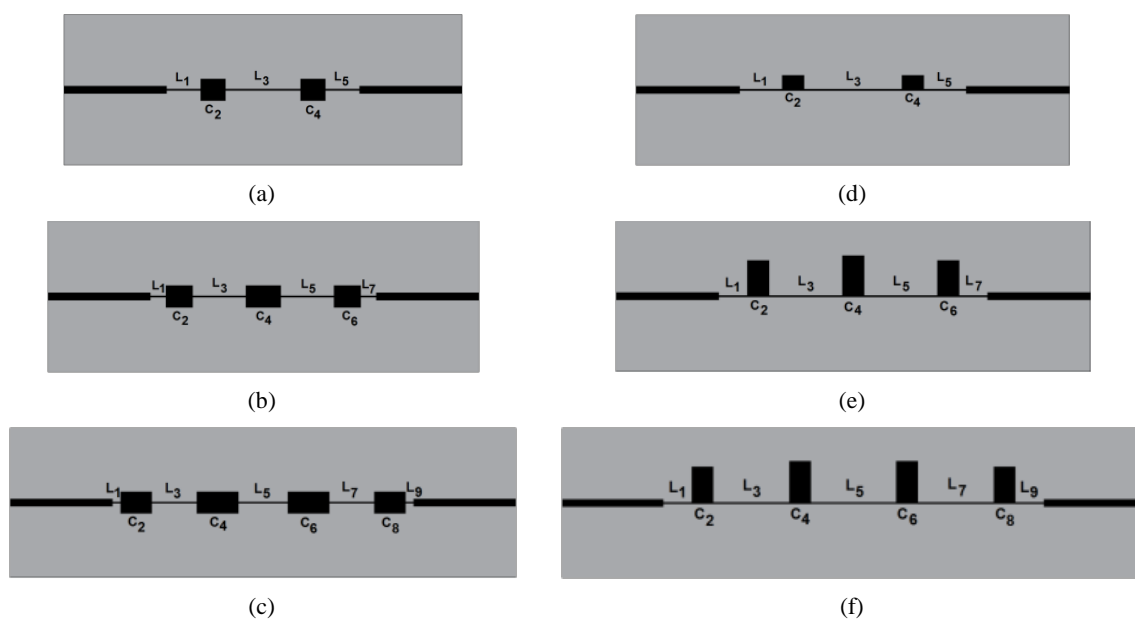 L1 L3 L5
C2 C4
(a)
L1 L3 L5
C2 C4
(d)
L1 L3 L5 L7
C2 C4 C6
(b)
L1 L3 L5 L7
C2 C4 C6
(e)
L1 L3 L5 L7 L9
C2 C4 C6 C8
(c)
L1 L3 L5 L7 L9
C2 C4 C6 C8
(f)